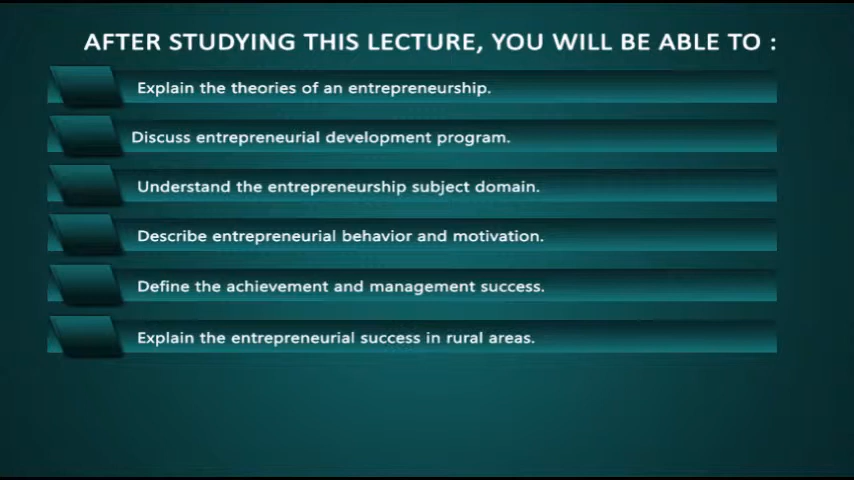 AFTER STUDYING THIS LECTURE, YOU WILL BE ABLE TO :
Explain the theories of an entrepreneurship.
Discuss entrepreneurial development program.
Understand the entrepreneurship subject domain.
Describe entrepreneurial behavior and motivation.
Define the achievement and management success.
Explain the entrepreneurial success in rural areas.